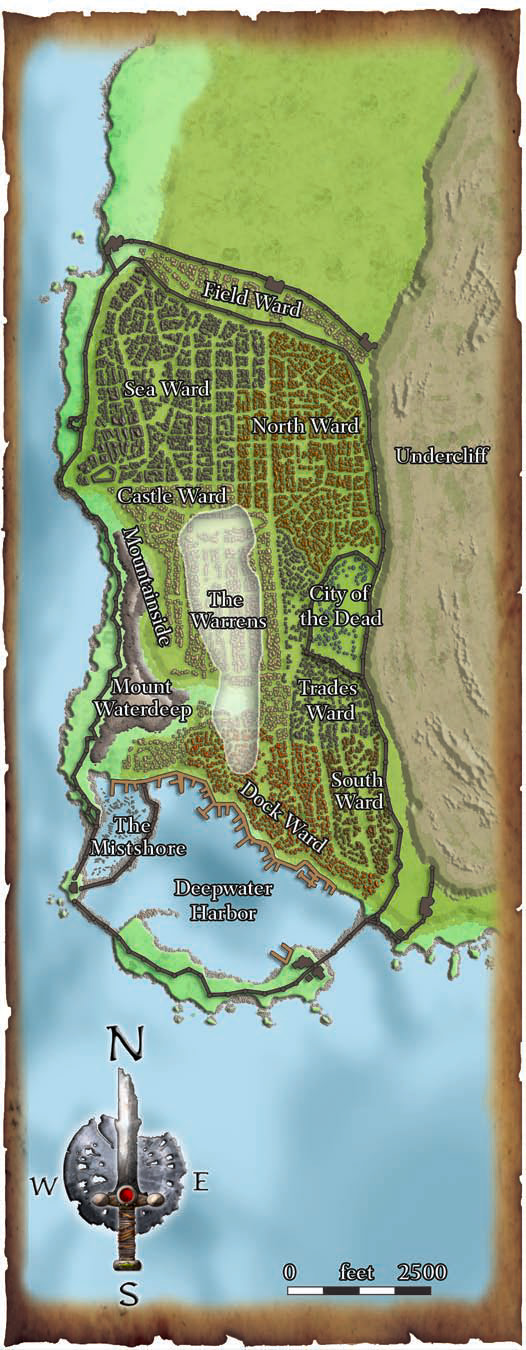 Field Ward
Sea Ward
North Ward
Undercliff
Castle Ward
Mountainside
The
Warrens
City of
the Dead
Mount
Waterdeep
Trades
Ward
South
Ward
Dock Ward
The
Mistshore
Deepwater
Harbor
N
W
E
S
0 feet 2500